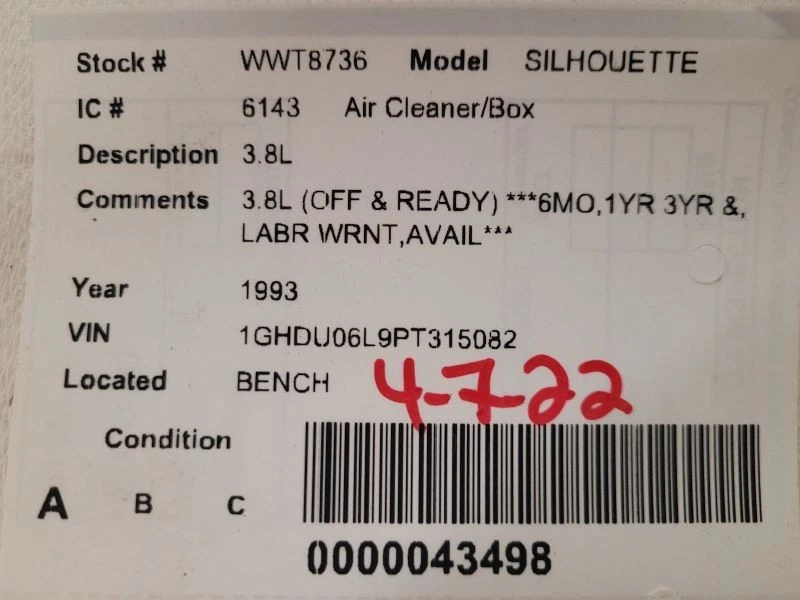 Stock # WWT8736 Model SILHOUETTE
IC # 6143 Air Cleaner/Box
Description 3.8L
Comments 3.8L (OFF & READY) ***6MO,1YR 3YR &,
LABR WRNT,AVAIL***
Year 1993
VIN 1GHDU06L9PT315082
Located BENCH 4-7-22
Condition
A B C
0000043498